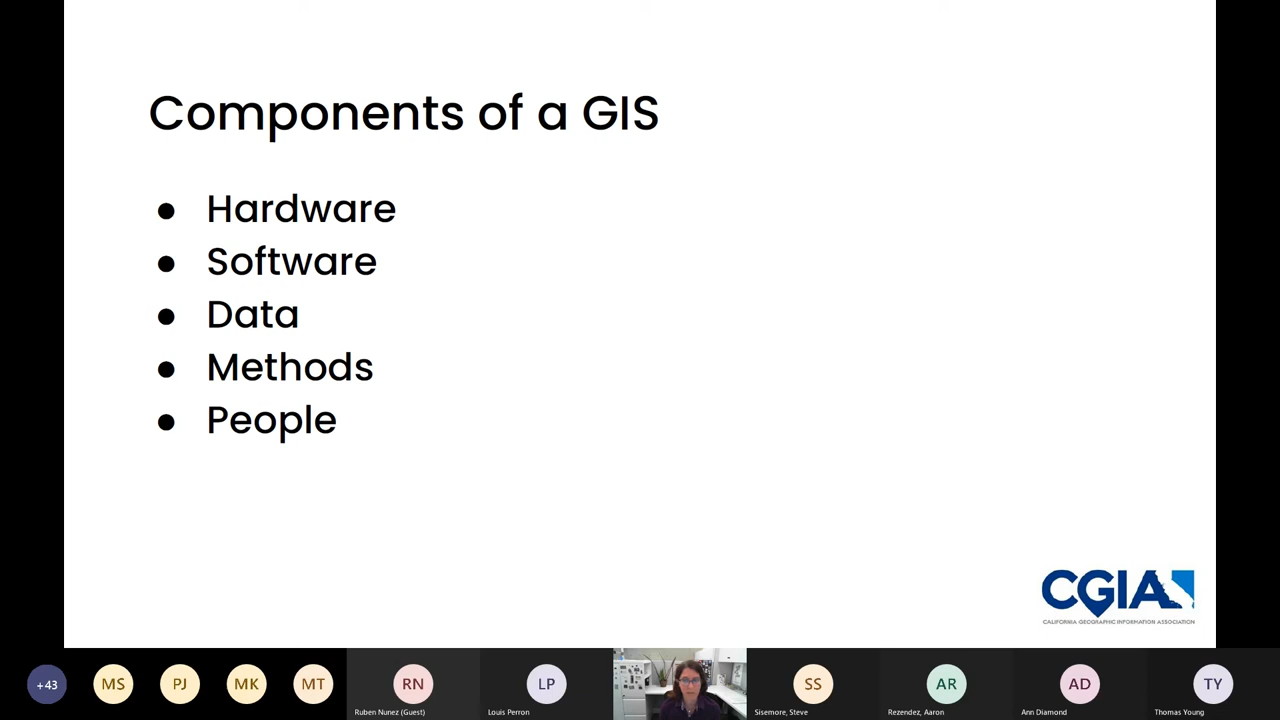 Components of a GIS
● Hardware
● Software
● Data
● Methods
● People
CGIA
CALIFORNIA GEOGRAPHIC INFORMATION ASSOCIATION
+43
MS
PJ
MK
MT
RN
Ruben Nunez (Guest)
LP
Louis Perron
SS
Sisemore, Steve
AR
Rezendez, Aaron
AD
Ann Diamond
TY
Thomas Young